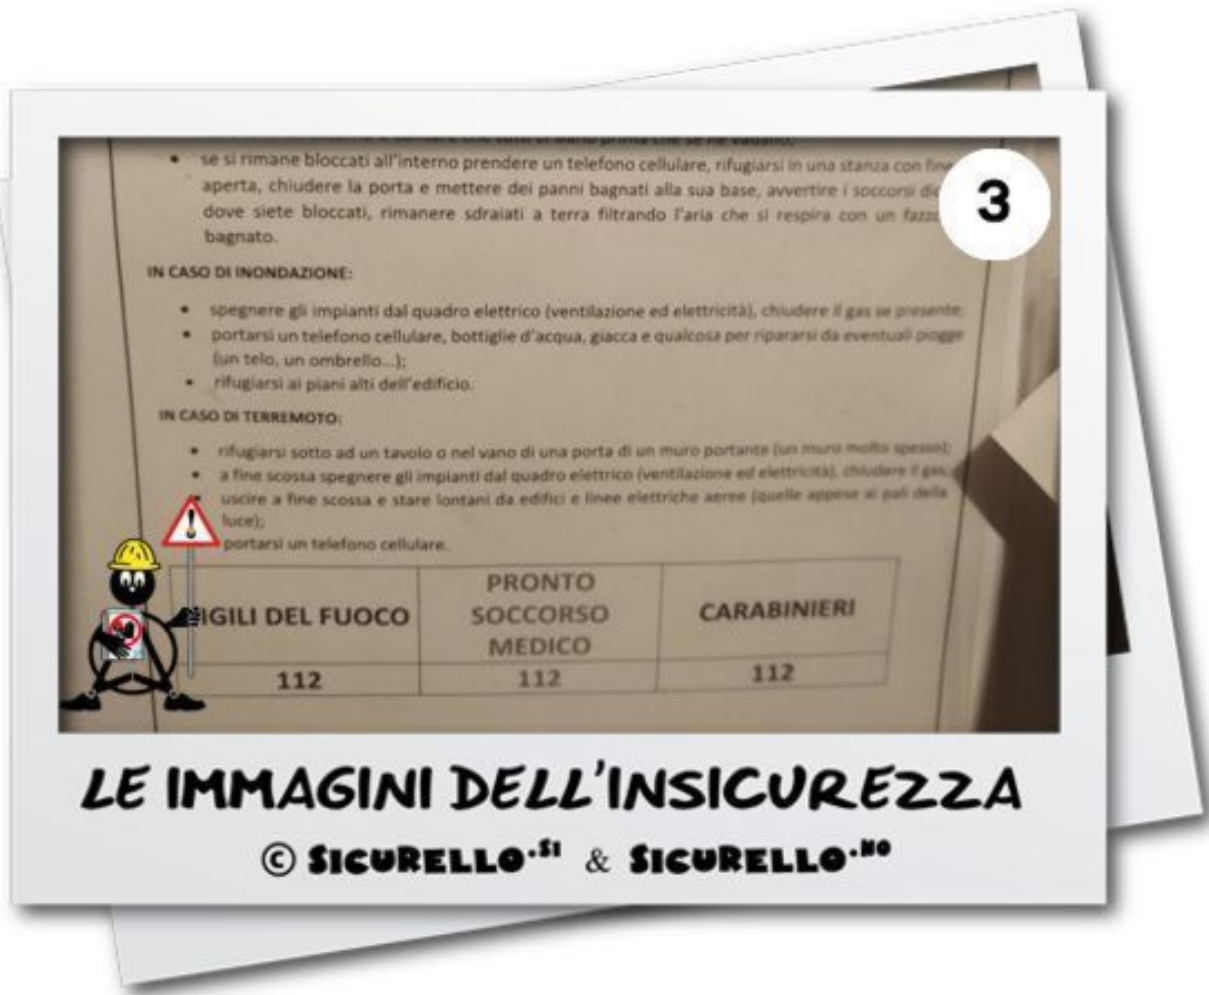 se si rimane bloccati all'interno prendere un telefono cellulare, rifugiarsi in una stanza con
aperta, chiudere la porta e mettere dei panni bagnati alla sua base, avvertire i soccorsi
dove siete bloccati, rimanere sdraiati a terra filtrando l'aria che si respira con un
bagnato.
3
IN CASO DI INONDAZIONE:
spegnere gli impianti dal quadro elettrico (ventilazione ed elettricità), chiudere il gas se presente;
portarsi un telefono cellulare, bottiglie d'acqua, giacca e qualcosa per ripararsi da eventuali piogge
(un telo, un ombrello...);
rifugiarsi ai piani alti dell'edificio.
IN CASO DI TERREMOTO:
rifugiarsi sotto ad un tavolo o nel vano di una porta di un muro portante (un muro molto spesso);
a fine scossa spegnere gli impianti dal quadro elettrico (ventilazione ed elettricità), chiudere il gas;
uscire a fine scossa e stare lontani da edifici e linee elettriche aeree (quelle appese ai pali della
luce);
portarsi un telefono cellulare.
IGILI DEL FUOCO
PRONTO
SOCCORSO
MEDICO
CARABINIERI
112
112
112
LE IMMAGINI DELL'INSICUREZZA
© SICURELLO.SI & SICURELLO.NO